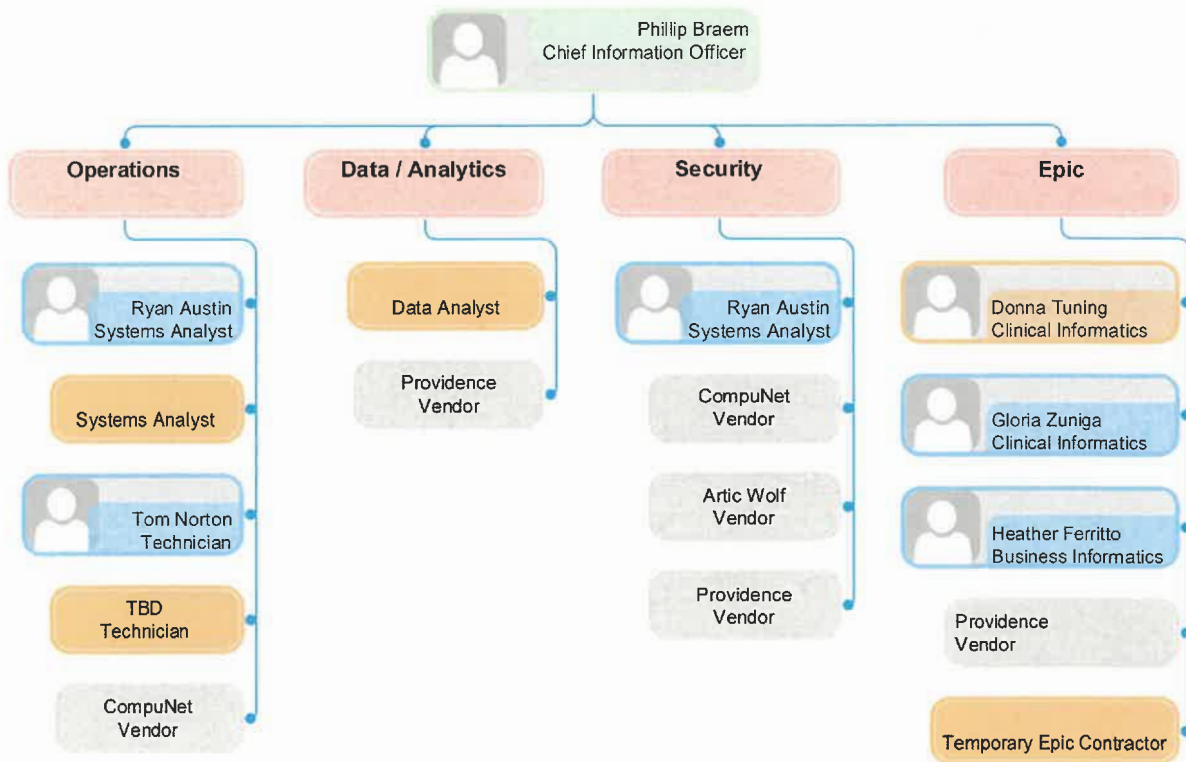 Phillip Braem
Chief Information Officer
Operations
Data / Analytics
Security
Epic
Ryan Austin
Systems Analyst
Systems Analyst
Tom Norton
Technician
TBD
Technician
CompuNet
Vendor
Data Analyst
Providence
Vendor
Ryan Austin
Systems Analyst
CompuNet
Vendor
Artic Wolf
Vendor
Providence
Vendor
Donna Tuning
Clinical Informatics
Gloria Zuniga
Clinical Informatics
Heather Ferritto
Business Informatics
Providence
Vendor
Temporary Epic Contractor